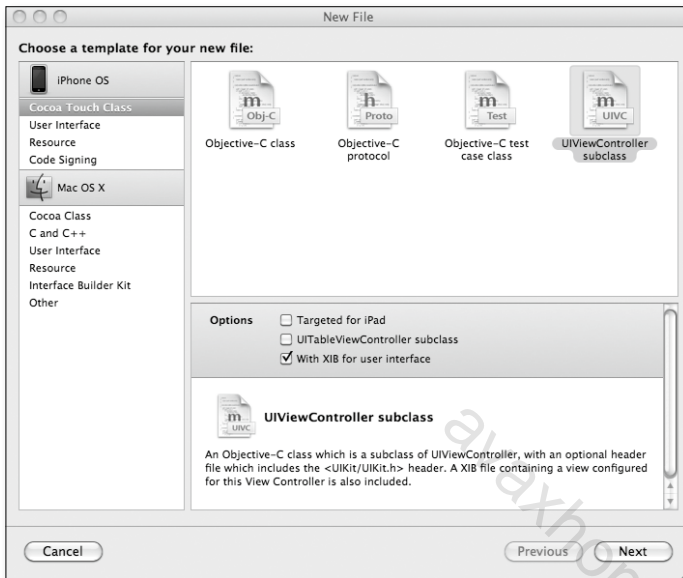 New File
Choose a template for your new file:
iPhone OS
Cocoa Touch Class
User Interface
Resource
Code Signing
Mac OS X
Cocoa Class
C and C++
User Interface
Resource
Interface Builder Kit
Other
m
Obj-C
Objective-C class
h
Proto
Objective-C
protocol
m
Test
Objective-C test
case class
m
UIVC
UIViewController
subclass
Options
Targeted for iPad
UITableViewController subclass
With XIB for user interface
m
UIVC
UIViewController subclass
An Objective-C class which is a subclass of UIViewController, with an optional header
file which includes the <UIKit/UIKit.h> header. A XIB file containing a view configured
for this View Controller is also included.
Cancel
Previous
Next
avaxho